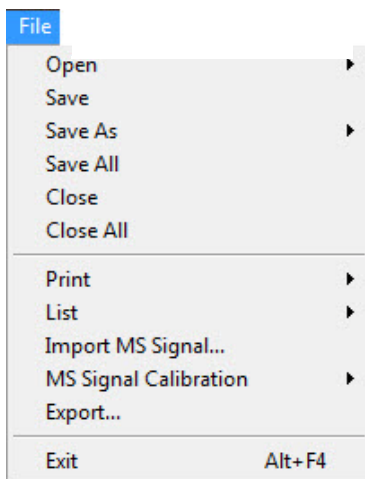 File
Open
Save
Save As
Save All
Close
Close All
Print
List
Import MS Signal...
MS Signal Calibration
Export...
Exit Alt+F4